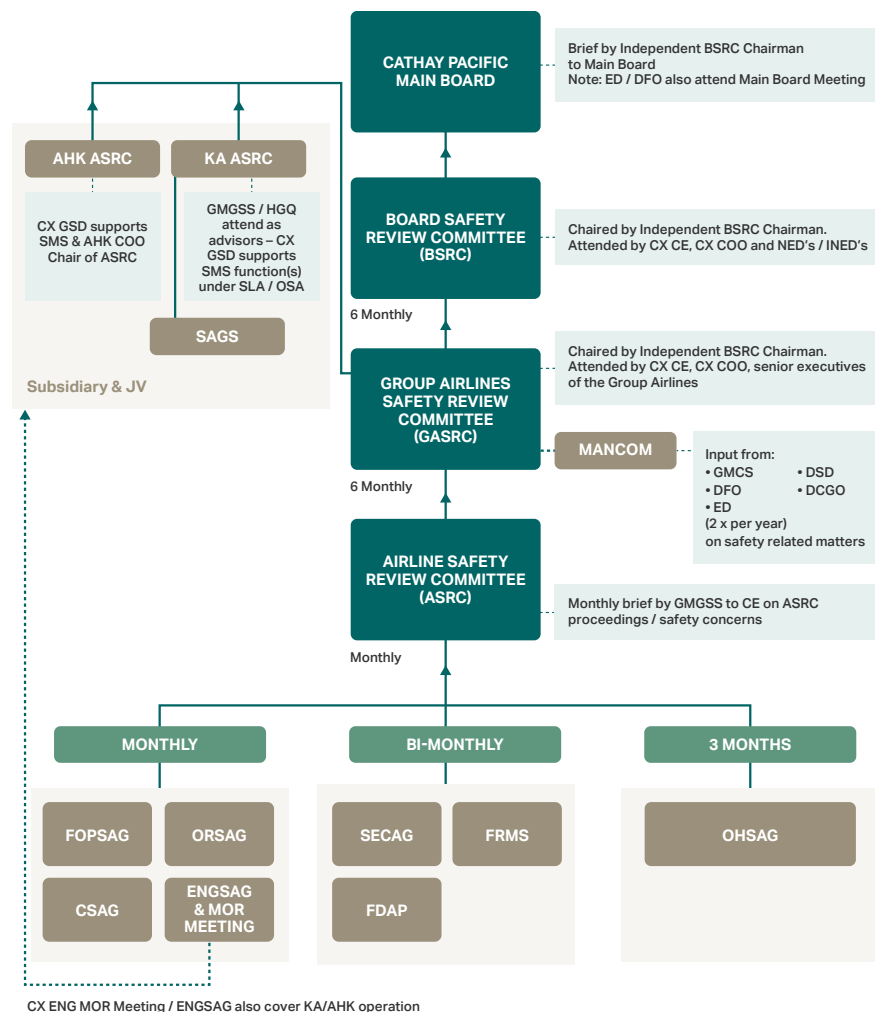 CATHAY PACIFIC
MAIN BOARD
Brief by Independent BSRC Chairman
to Main Board
Note: ED / DFO also attend Main Board Meeting
AHK ASRC
KA ASRC
CX GSD supports
SMS & AHK COO
Chair of ASRC
GMGSS / HGQ
attend as
advisors – CX
GSD supports
SMS function(s)
under SLA / OSA
SAGS
Subsidiary & JV
BOARD SAFETY
REVIEW COMMITTEE
(BSRC)
Chaired by Independent BSRC Chairman.
Attended by CX CE, CX COO and NED's / INED's
6 Monthly
GROUP AIRLINES
SAFETY REVIEW
COMMITTEE
(GASRC)
Chaired by Independent BSRC Chairman.
Attended by CX CE, CX COO, senior executives
of the Group Airlines
MANCOM
Input from:
• GMCS • DSD
• DFO • DCGO
• ED
(2 x per year)
on safety related matters
6 Monthly
AIRLINE SAFETY
REVIEW COMMITTEE
(ASRC)
Monthly brief by GMGSS to CE on ASRC
proceedings / safety concerns
Monthly
MONTHLY
BI-MONTHLY
3 MONTHS
FOPSAG
ORSAG
CSAG
ENGSAG
& MOR
MEETING
SECAG
FRMS
FDAP
OHSAG
CX ENG MOR Meeting / ENGSAG also cover KA/AHK operation